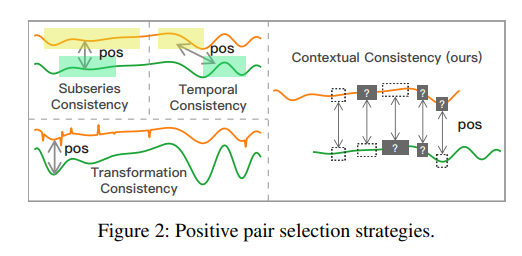 pos
Subseries
Consistency
pos
Temporal
Consistency
pos
Transformation
Consistency
Contextual Consistency (ours)
? ?
pos
? ?
Figure 2: Positive pair selection strategies.